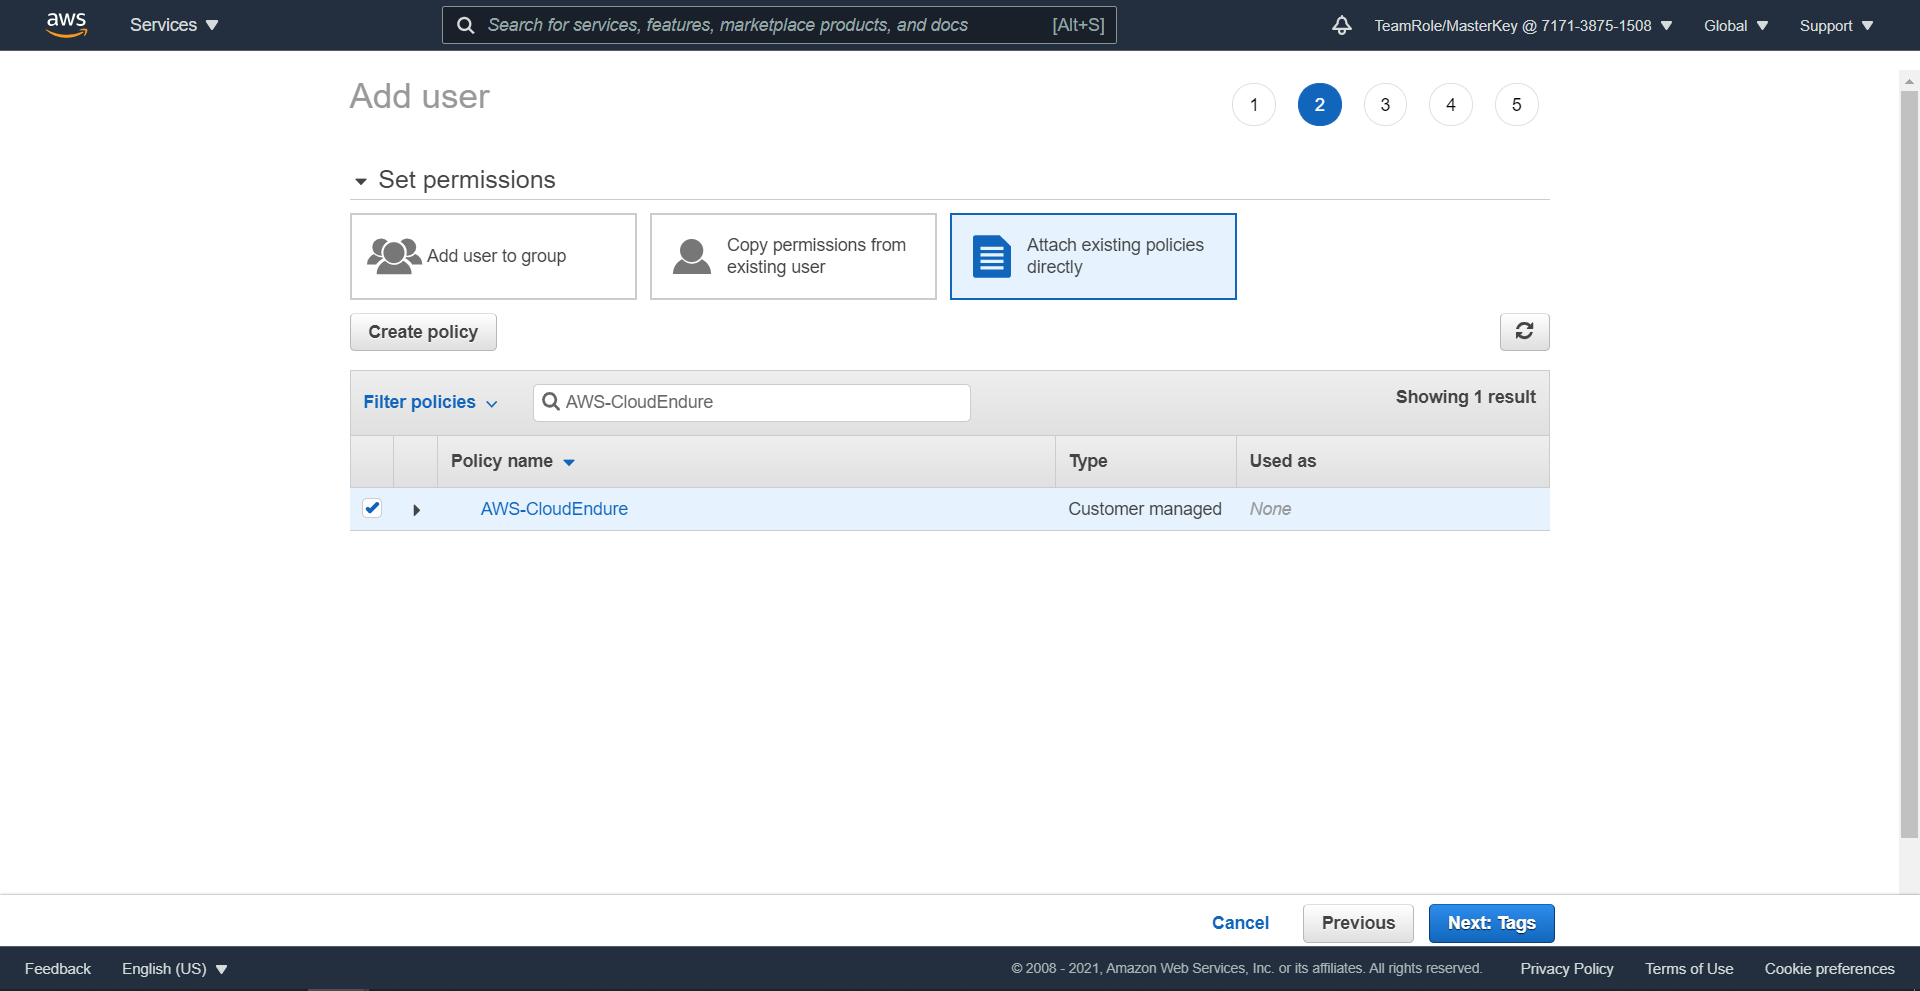 aws
Services
Search for services, features, marketplace products, and docs [Alt+S]
TeamRole/MasterKey @ 7171-3875-1508
Global
Support
Add user
1 2 3 4 5
Set permissions
Add user to group
Copy permissions from
existing user
Attach existing policies
directly
Create policy
Filter policies
AWS-CloudEndure
Showing 1 result
Policy name Type Used as
AWS-CloudEndure Customer managed None
Cancel Previous Next: Tags
Feedback English (US) © 2008 - 2021, Amazon Web Services, Inc. or its affiliates. All rights reserved. Privacy Policy Terms of Use Cookie preferences